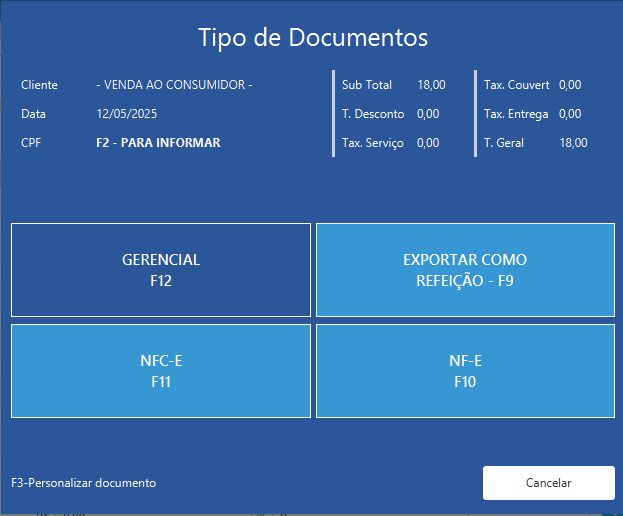 Tipo de Documentos
Cliente - VENDA AO CONSUMIDOR - Sub Total 18,00 Tax. Couvert 0,00
Data 12/05/2025 T. Desconto 0,00 Tax. Entrega 0,00
CPF F2 - PARA INFORMAR Tax. Serviço 0,00 T. Geral 18,00
GERENCIAL
F12
EXPORTAR COMO
REFEIÇÃO - F9
NFC-E
F11
NF-E
F10
F3-Personalizar documento
Cancelar